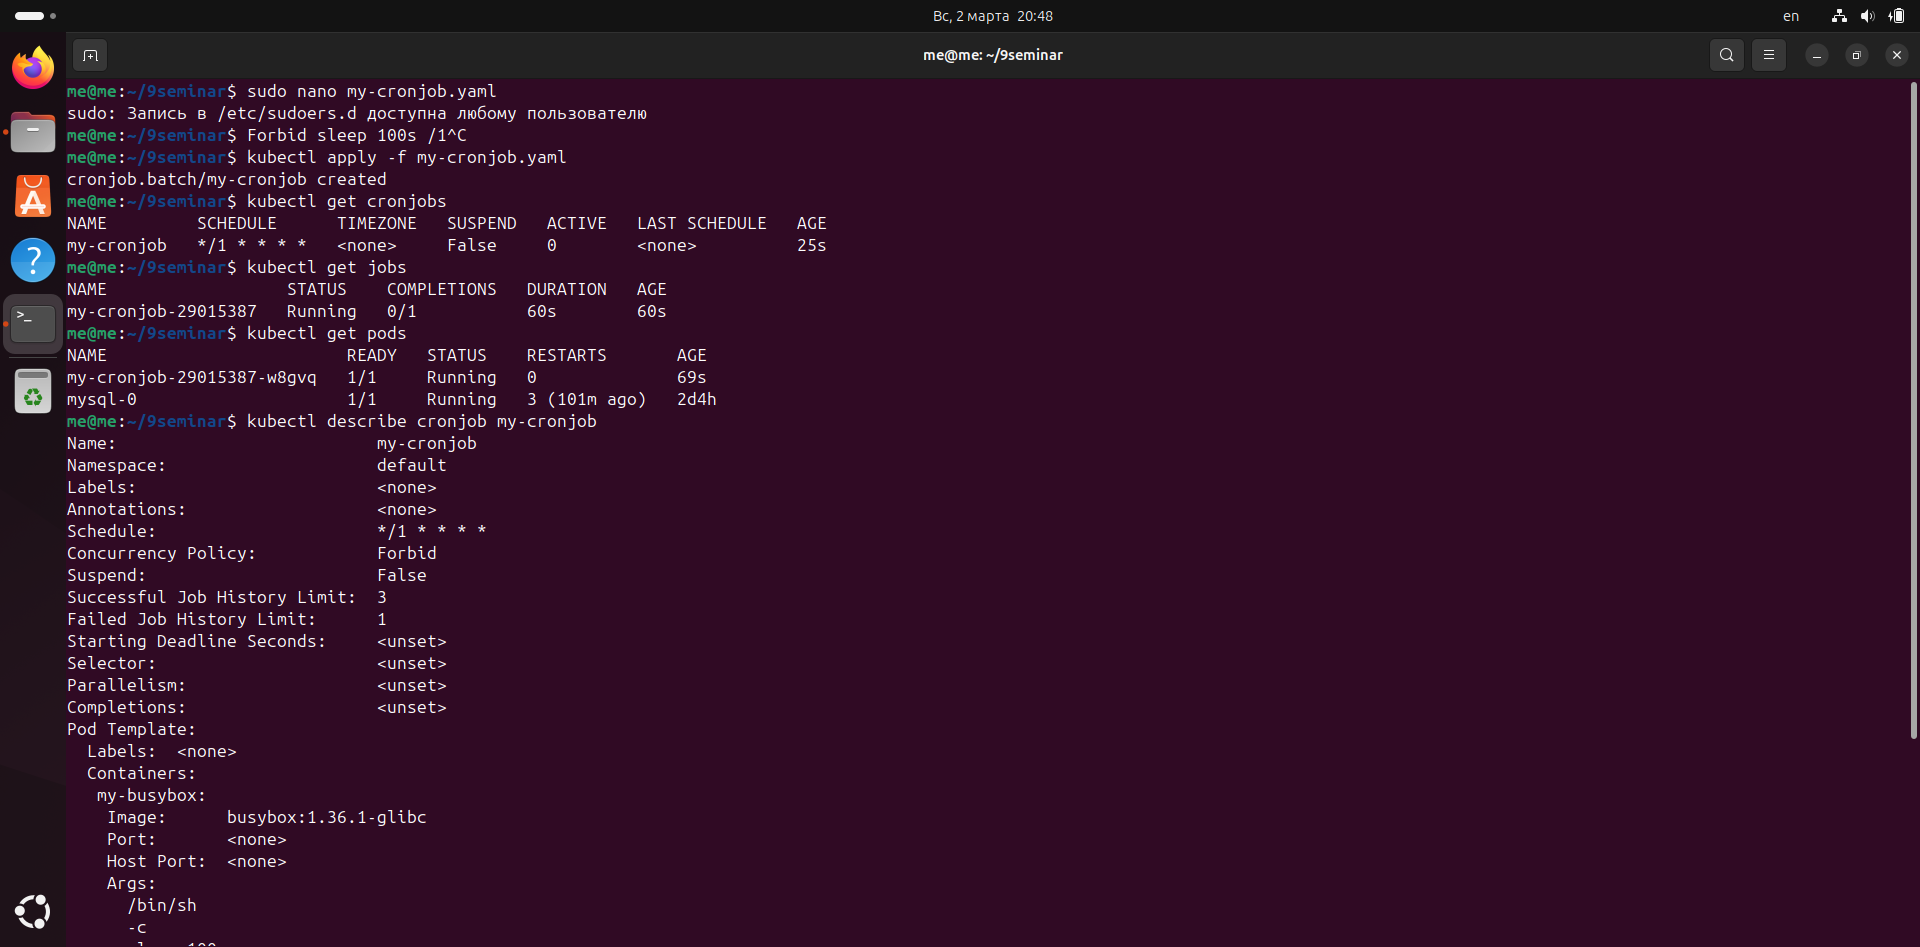 Вс, 2 марта 20:48
en
me@me: ~/9seminar
me@me:~/9seminar$ sudo nano my-cronjob.yaml
sudo: Запись в /etc/sudoers.d доступна любому пользователю
me@me:~/9seminar$ Forbid sleep 100s /1^C
me@me:~/9seminar$ kubectl apply -f my-cronjob.yaml
cronjob.batch/my-cronjob created
me@me:~/9seminar$ kubectl get cronjobs
NAME         SCHEDULE      TIMEZONE   SUSPEND   ACTIVE   LAST SCHEDULE   AGE
my-cronjob   */1 * * * *   <none>     False     0        <none>          25s
me@me:~/9seminar$ kubectl get jobs
NAME                  STATUS    COMPLETIONS   DURATION   AGE
my-cronjob-29015387   Running   0/1           60s        60s
me@me:~/9seminar$ kubectl get pods
NAME                        READY   STATUS    RESTARTS       AGE
my-cronjob-29015387-w8gvq   1/1     Running   0              69s
mysql-0                     1/1     Running   3 (101m ago)   2d4h
me@me:~/9seminar$ kubectl describe cronjob my-cronjob
Name:                          my-cronjob
Namespace:                     default
Labels:                        <none>
Annotations:                   <none>
Schedule:                      */1 * * * *
Concurrency Policy:            Forbid
Suspend:                       False
Successful Job History Limit:  3
Failed Job History Limit:      1
Starting Deadline Seconds:     <unset>
Selector:                      <unset>
Parallelism:                   <unset>
Completions:                   <unset>
Pod Template:
  Labels:  <none>
  Containers:
   my-busybox:
    Image:      busybox:1.36.1-glibc
    Port:       <none>
    Host Port:  <none>
    Args:
      /bin/sh
      -c